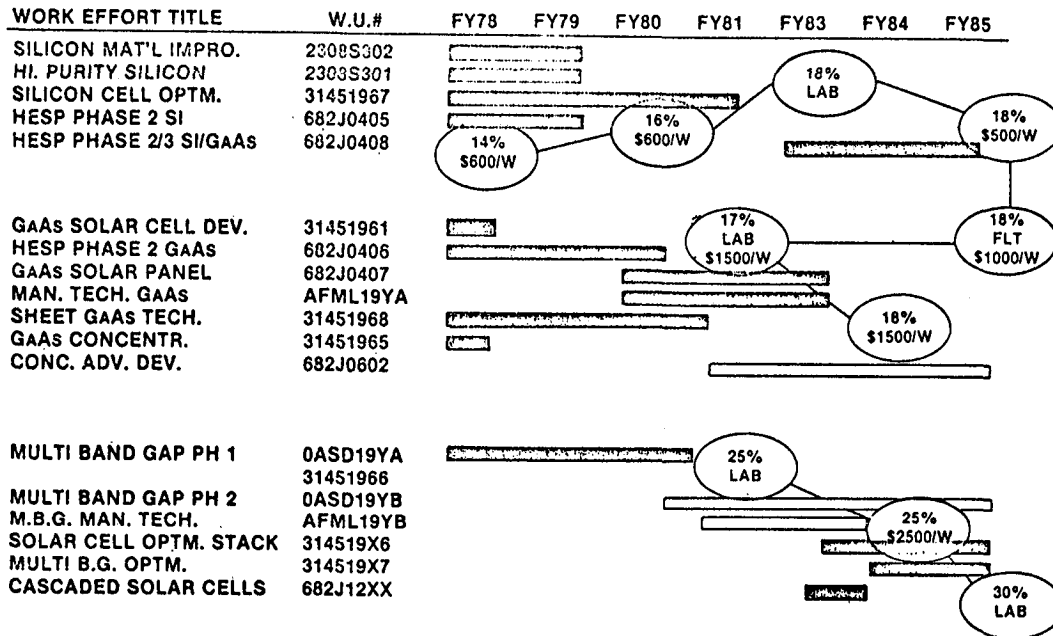 WORK EFFORT TITLE W.U.# FY78 FY79 FY80 FY81 FY83 FY84 FY85
SILICON MAT'L IMPRO. 2308S302
HI. PURITY SILICON 2303S301
SILICON CELL OPTM. 31451967
HESP PHASE 2 SI 682J0405
HESP PHASE 2/3 SI/GAAS 682J0408
14%
$600/W
16%
$600/W
18%
LAB
18%
$500/W
GAAS SOLAR CELL DEV. 31451961
HESP PHASE 2 GAAS 682J0406
GAAS SOLAR PANEL 682J0407
MAN. TECH. GAAS AFML19YA
SHEET GAAS TECH. 31451968
GAAS CONCENTR. 31451965
CONC. ADV. DEV. 682J0602
17%
LAB
$1500/W
18%
FLT
$1000/W
18%
$1500/W
MULTI BAND GAP PH 1 0ASD19YA
31451966
MULTI BAND GAP PH 2 0ASD19YB
M.B.G. MAN. TECH. AFML19YB
SOLAR CELL OPTM. STACK 314519X6
MULTI B.G. OPTM. 314519X7
CASCADED SOLAR CELLS 682J12XX
25%
LAB
25%
$2500/W
30%
LAB